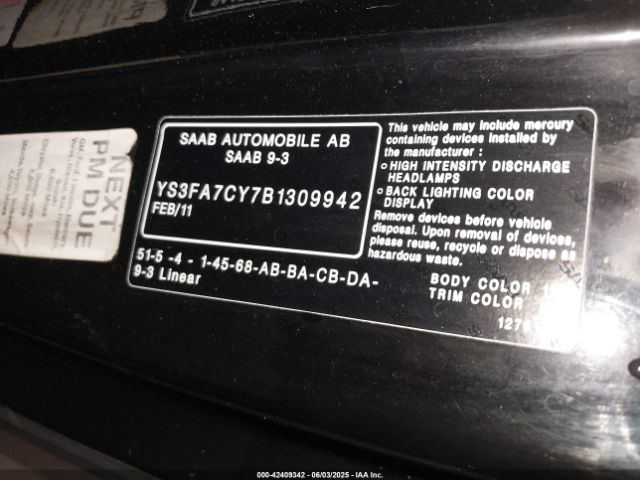 SAAB AUTOMOBILE AB
SAAB 9-3
YS3FA7CY7B1309942
FEB/11
51-5 -4 - 1-45-68-AB-BA-CB-DA-
9-3 Linear
This vehicle may include mercury
containing devices installed by
the manufacturer :
○ HIGH INTENSITY DISCHARGE
HEADLAMPS
○ BACK LIGHTING COLOR
DISPLAY
Remove devices before vehicle
disposal. Upon removal of devices,
please reuse, recycle or dispose as
hazardous waste.
BODY COLOR
TRIM COLOR
NEXT
PM DUE
000-42409342 - 06/03/2025 - IAA Inc.